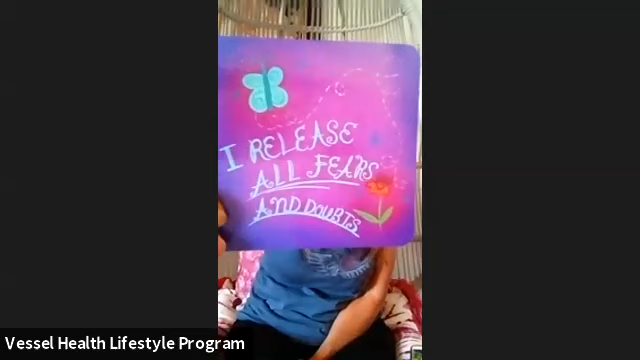 I RELEASE
ALL FEARS
AND DOUBTS
Vessel Health Lifestyle Program